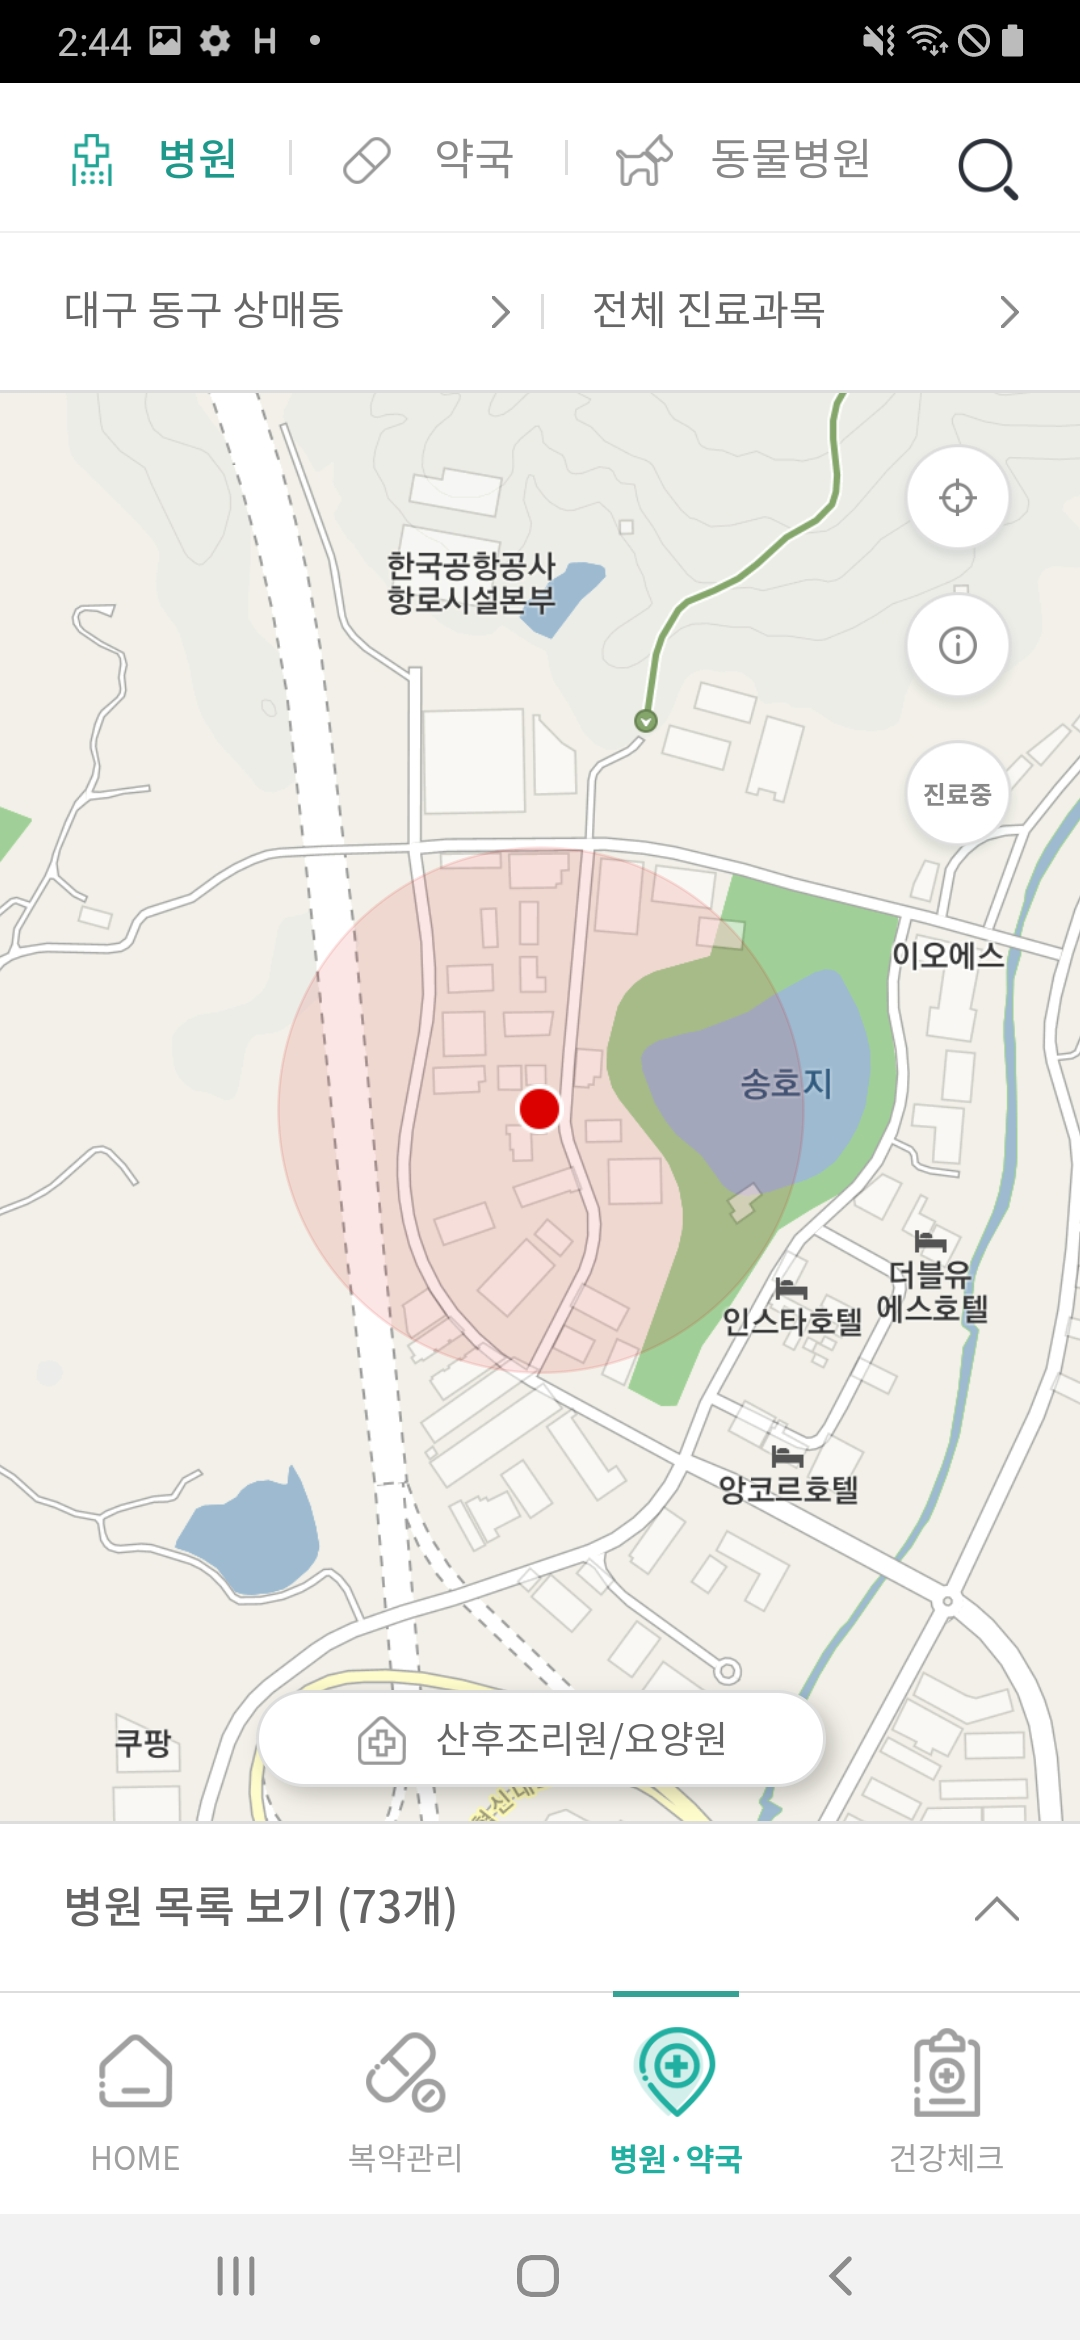 2:44 H
병원 약국 동물병원
대구 동구 상매동 전체 진료과목
한국공항공사
항로시설본부
진료중
이오에스
송호지
더블유
에스호텔
인스타호텔
앙코르호텔
쿠팡
산후조리원/요양원
병원 목록 보기 (73개)
HOME 복약관리 병원·약국 건강체크